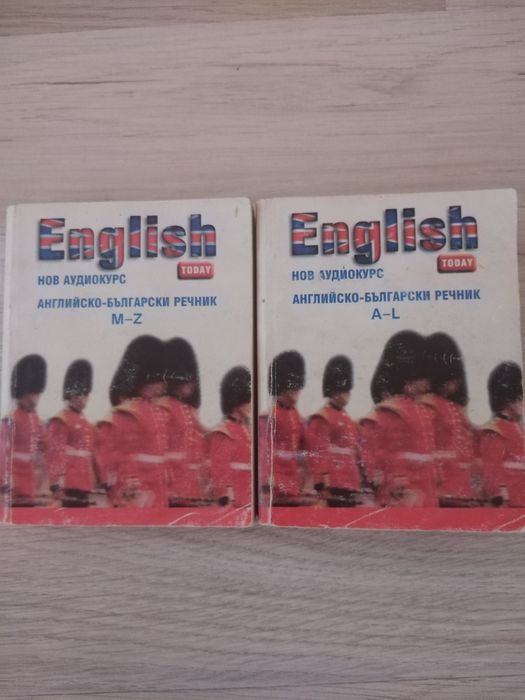 English
TODAY
НОВ АУДИОКУРС
АНГЛИЙСКО-БЪЛГАРСКИ РЕЧНИК
M-Z
English
TODAY
НОВ АУДИОКУРС
АНГЛИЙСКО-БЪЛГАРСКИ РЕЧНИК
A-L